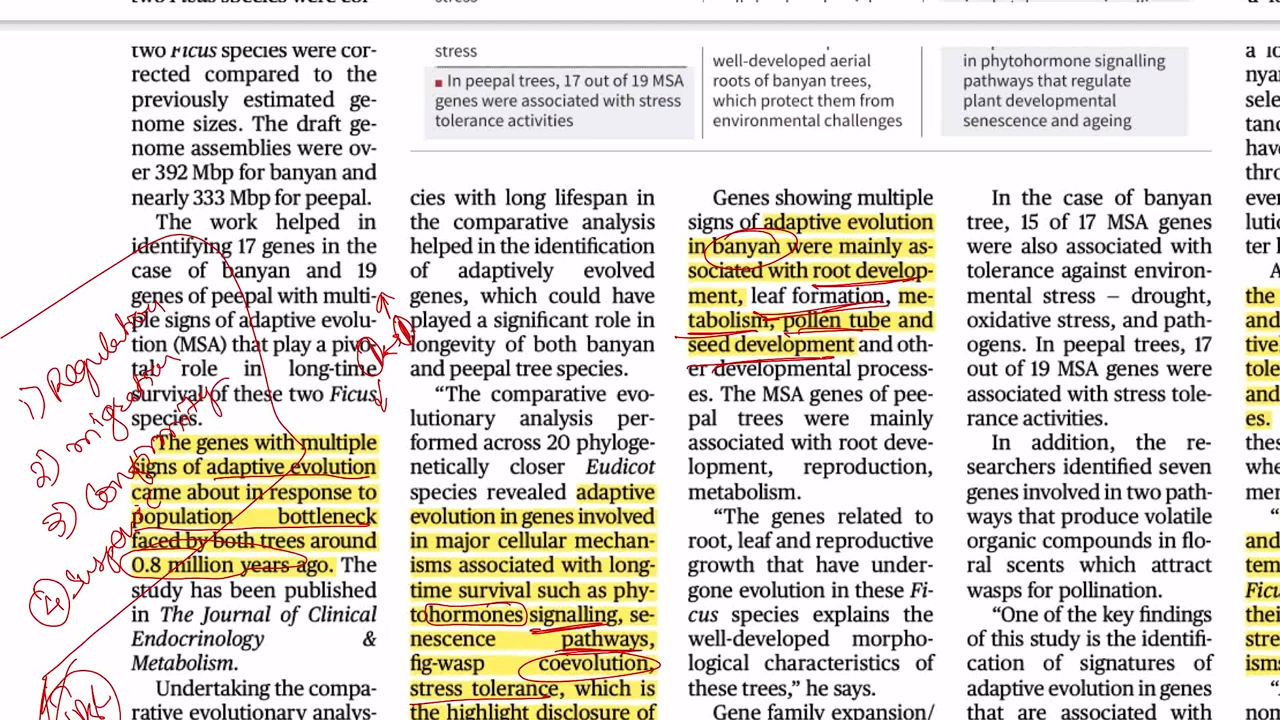 two Ficus species were cor-
rected compared to the
previously estimated ge-
nome sizes. The draft ge-
nome assemblies were ov-
er 392 Mbp for banyan and
nearly 333 Mbp for peepal.
The work helped in
identifying 17 genes in the
case of banyan and 19
genes of peepal with multi-
ple signs of adaptive evolu-
tion (MSA) that play a pivo-
tal role in long-time
survival of these two Ficus
species.
The genes with multiple
signs of adaptive evolution
came about in response to
population bottleneck
faced by both trees around
0.8 million years ago. The
study has been published
in The Journal of Clinical
Endocrinology &
Metabolism.
Undertaking the compa-
rative evolutionary analys-
1) Regulation
2) migration
3) Conformity
4)
stress
In peepal trees, 17 out of 19 MSA
genes were associated with stress
tolerance activities
well-developed aerial
roots of banyan trees,
which protect them from
environmental challenges
in phytohormone signalling
pathways that regulate
plant developmental
senescence and ageing
cies with long lifespan in
the comparative analysis
helped in the identification
of adaptively evolved
genes, which could have
played a significant role in
longevity of both banyan
and peepal tree species.
“The comparative evo-
lutionary analysis per-
formed across 20 phyloge-
netically closer Eudicot
species revealed adaptive
evolution in genes involved
in major cellular mechan-
isms associated with long-
time survival such as phy-
tohormones signalling, se-
nescence pathways,
fig-wasp coevolution,
stress tolerance, which is
the highlight disclosure of
Genes showing multiple
signs of adaptive evolution
in banyan were mainly as-
sociated with root develop-
ment, leaf formation, me-
tabolism, pollen tube and
seed development and oth-
er developmental process-
es. The MSA genes of pee-
pal trees were mainly
associated with root deve-
lopment, reproduction,
metabolism.
“The genes related to
root, leaf and reproductive
growth that have under-
gone evolution in these Fi-
cus species explains the
well-developed morpho-
logical characteristics of
these trees,” he says.
Gene family expansion/
In the case of banyan
tree, 15 of 17 MSA genes
were also associated with
tolerance against environ-
mental stress – drought,
oxidative stress, and path-
ogens. In peepal trees, 17
out of 19 MSA genes were
associated with stress tole-
rance activities.
In addition, the re-
searchers identified seven
genes involved in two path-
ways that produce volatile
organic compounds in flo-
ral scents which attract
wasps for pollination.
“One of the key findings
of this study is the identifi-
cation of signatures of
adaptive evolution in genes
that are associated with